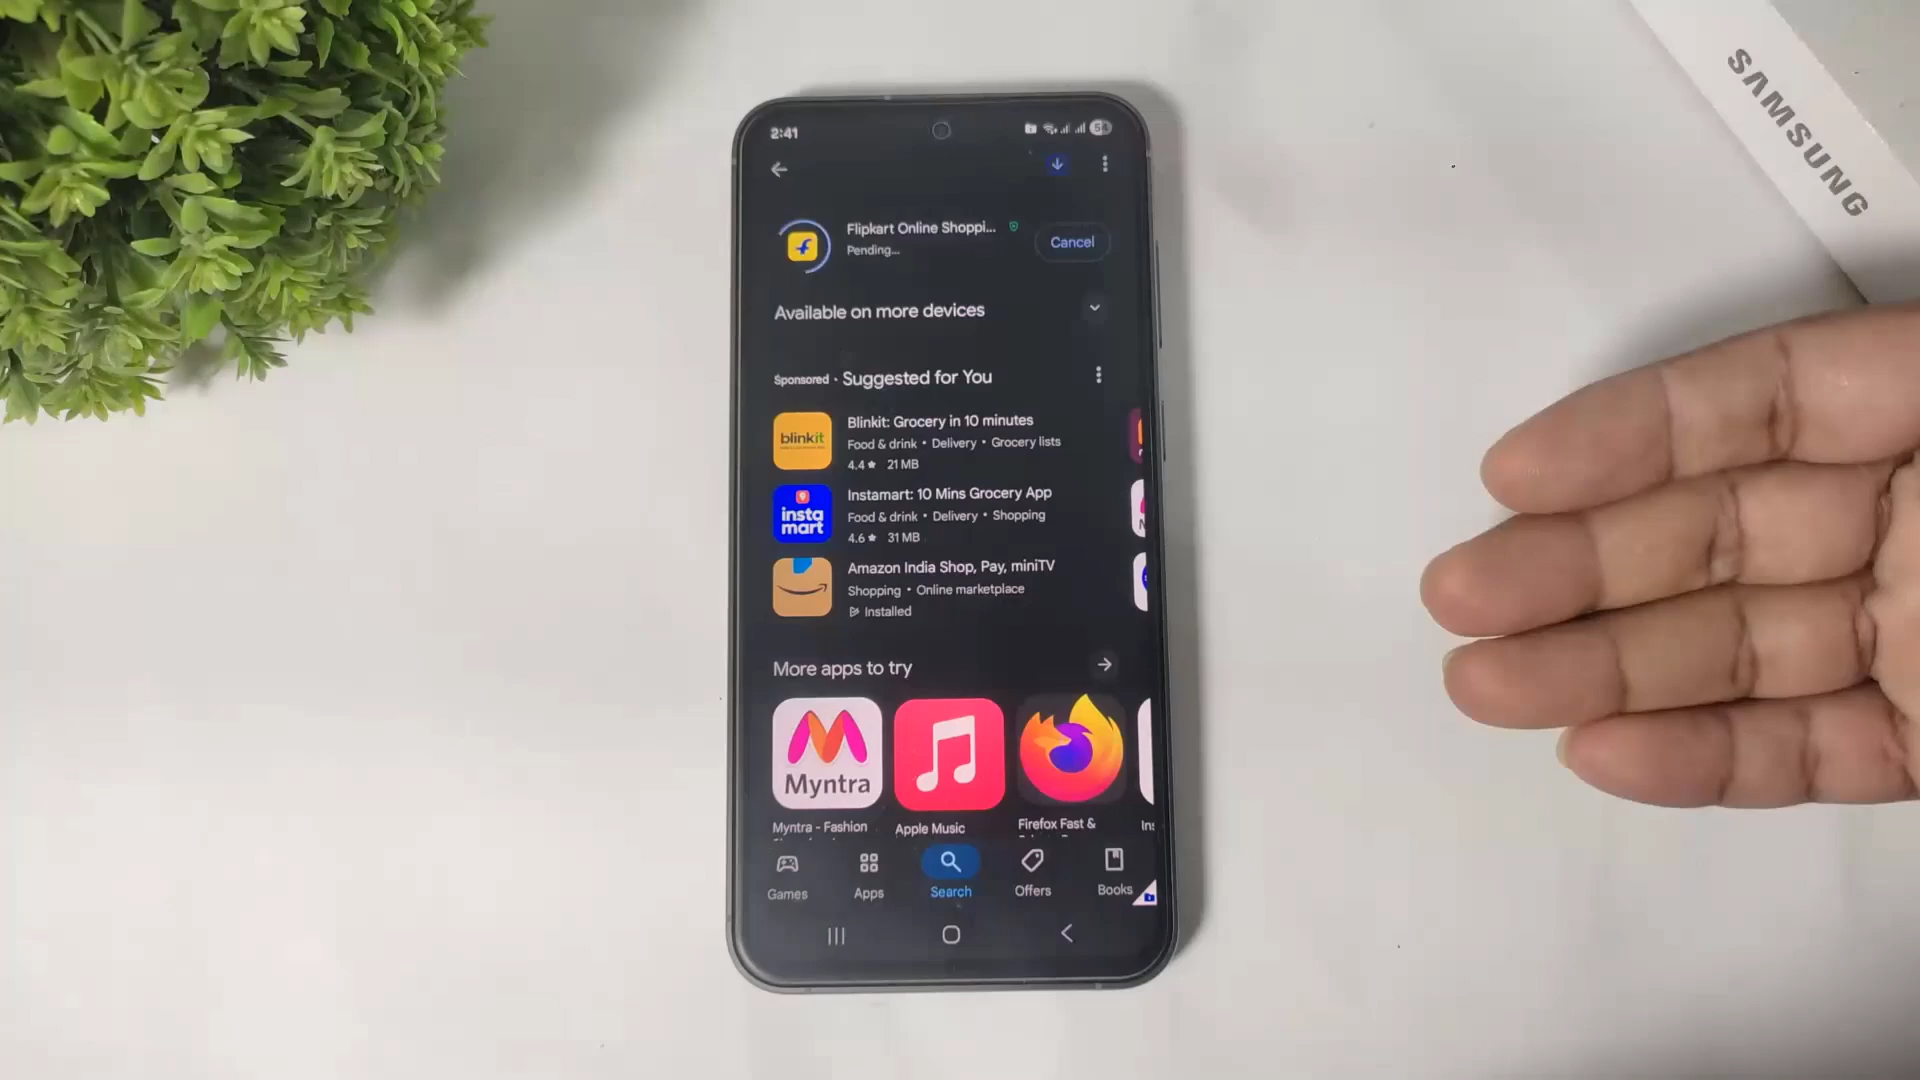 SAMSUNG
2:41
Flipkart Online Shoppi...
Pending...
Cancel
Available on more devices
Sponsored • Suggested for You
blinkit
Blinkit: Grocery in 10 minutes
Food & drink • Delivery • Grocery lists
4.4★ 21 MB
insta
mart
Instamart: 10 Mins Grocery App
Food & drink • Delivery • Shopping
4.6★ 31 MB
Amazon India Shop, Pay, miniTV
Shopping • Online marketplace
Installed
More apps to try
Myntra
Myntra - Fashion
Apple Music
Firefox Fast &
Ins
Games
Apps
Search
Offers
Books